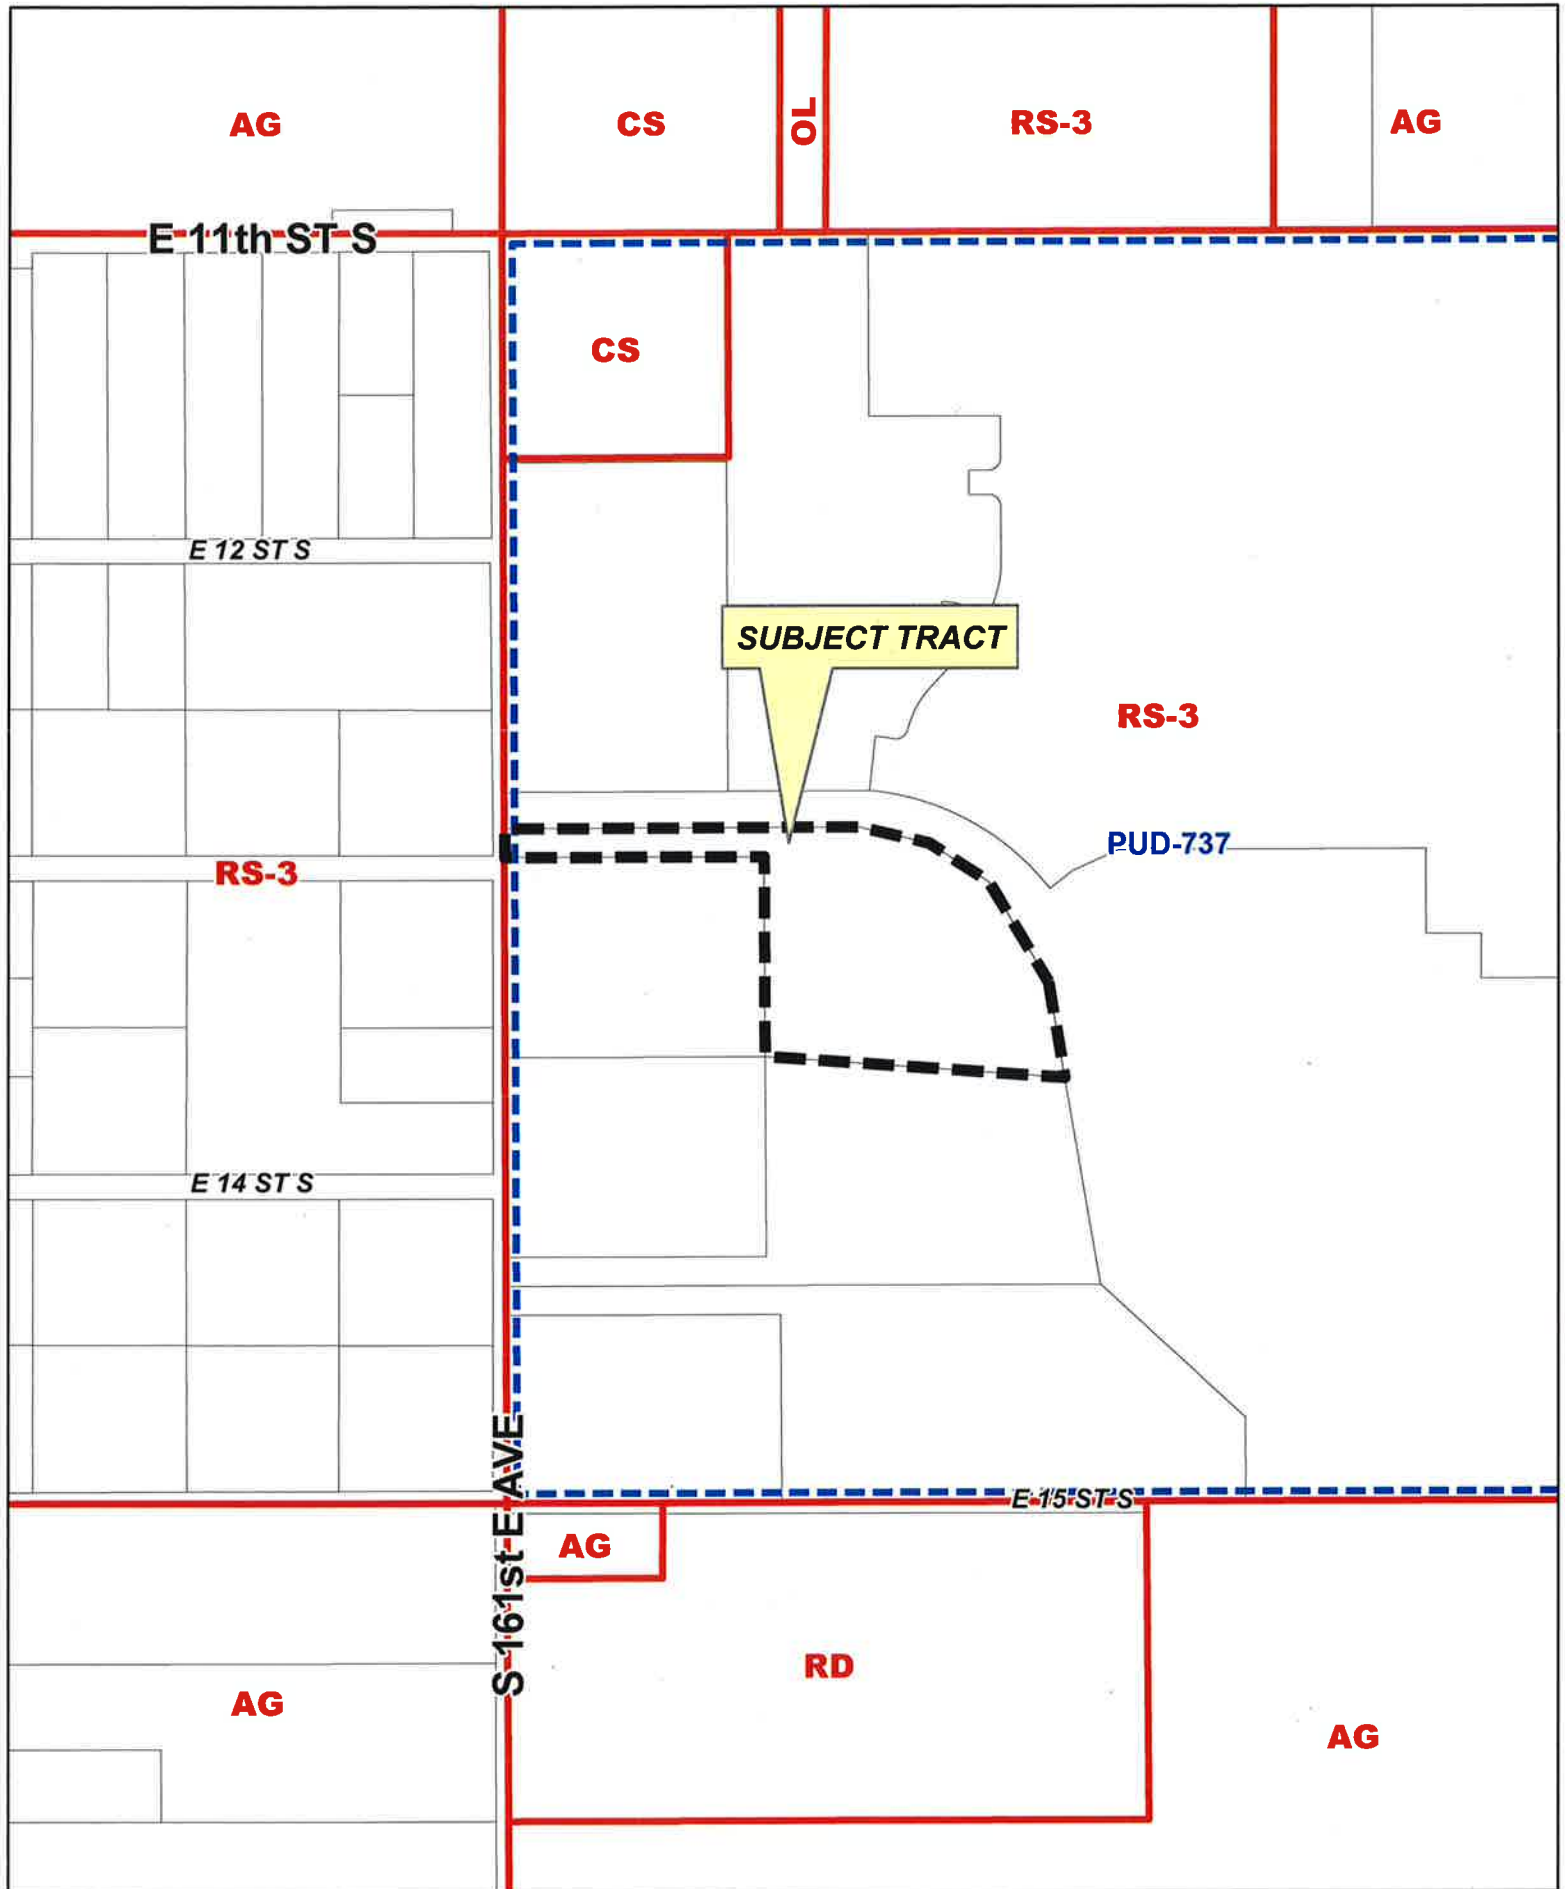 AG
CS
OL
RS-3
AG
E 11th ST S
CS
E 12 ST S
SUBJECT TRACT
RS-3
PUD-737
RS-3
E 14 ST S
S 161st E AVE
E 15 ST S
AG
RD
AG
AG